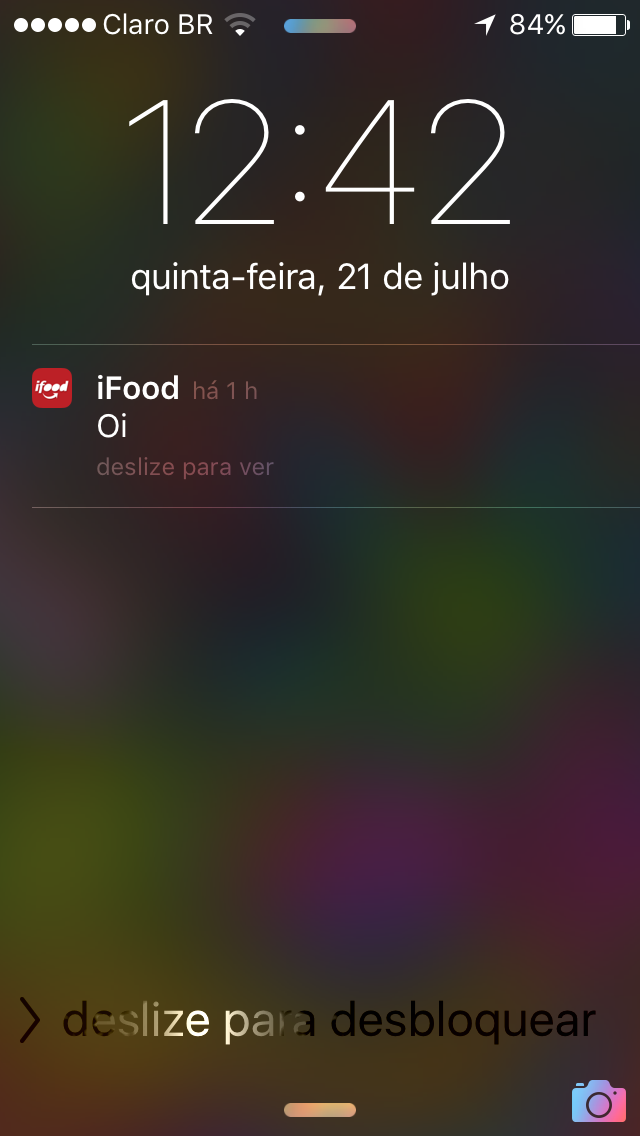 Claro BR 84%
12:42
quinta-feira, 21 de julho
ifood
iFood há 1 h
Oi
deslize para ver
deslize para desbloquear